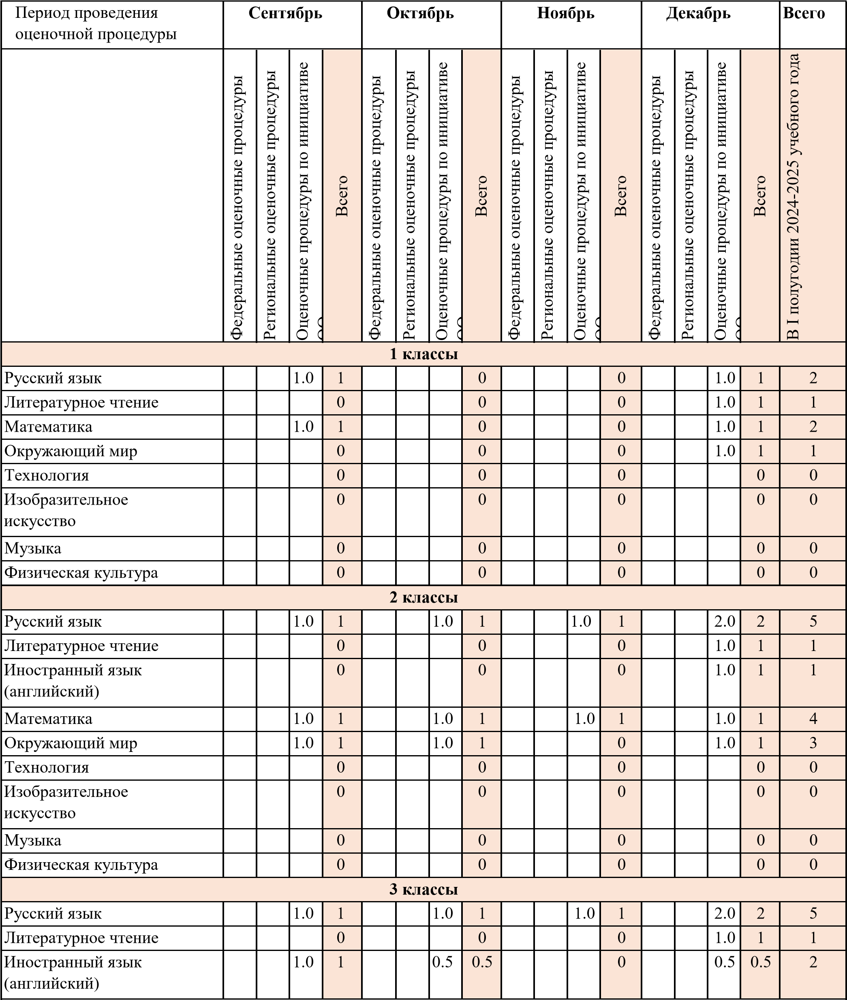 Период проведения Сентябрь Октябрь Ноябрь Декабрь Всего
оценочной процедуры
Федеральные оценочные процедуры
Региональные оценочные процедуры
Оценочные процедуры по инициативе
Всего
Федеральные оценочные процедуры
Региональные оценочные процедуры
Оценочные процедуры по инициативе
Всего
Федеральные оценочные процедуры
Региональные оценочные процедуры
Оценочные процедуры по инициативе
Всего
Федеральные оценочные процедуры
Региональные оценочные процедуры
Оценочные процедуры по инициативе
Всего
В I полугодии 2024-2025 учебного года
1 классы
Русский язык 1.0 1 0 0 1.0 1 2
Литературное чтение 0 0 0 1.0 1 1
Математика 1.0 1 0 0 1.0 1 2
Окружающий мир 0 0 0 1.0 1 1
Технология 0 0 0 0 0
Изобразительное 0 0 0 0 0
искусство
Музыка 0 0 0 0 0
Физическая культура 0 0 0 0 0
2 классы
Русский язык 1.0 1 1.0 1 1.0 1 2.0 2 5
Литературное чтение 0 0 0 1.0 1 1
Иностранный язык 0 0 0 1.0 1 1
(английский)
Математика 1.0 1 1.0 1 1.0 1 1.0 1 4
Окружающий мир 1.0 1 1.0 1 0 1.0 1 3
Технология 0 0 0 0 0
Изобразительное 0 0 0 0 0
искусство
Музыка 0 0 0 0 0
Физическая культура 0 0 0 0 0
3 классы
Русский язык 1.0 1 1.0 1 1.0 1 2.0 2 5
Литературное чтение 0 0 0 1.0 1 1
Иностранный язык 1.0 1 0.5 0.5 0 0.5 0.5 2
(английский)